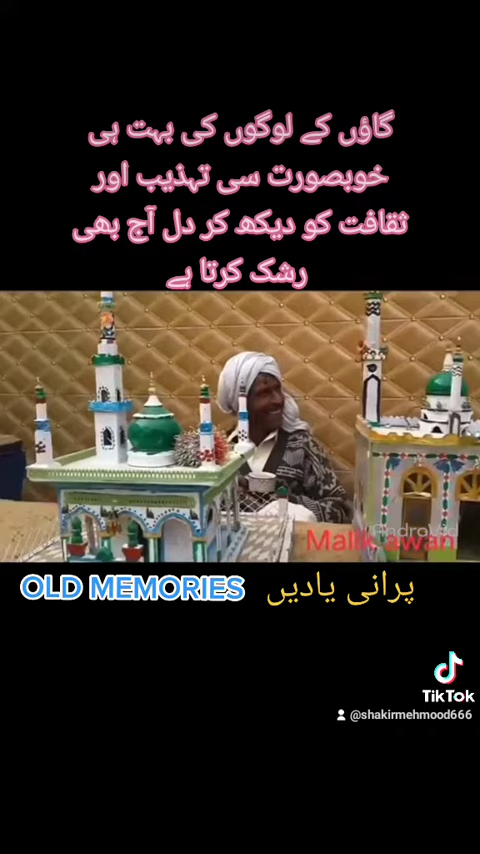 گاؤں کے لوگوں کی بہت ہی
خوبصورت سی تہذیب اور
ثقافت کو دیکھ کر دل آج بھی
رشک کرتا ہے
Malik awan
OLD MEMORIES پرانی یادیں
TikTok
@shakirmehmood666